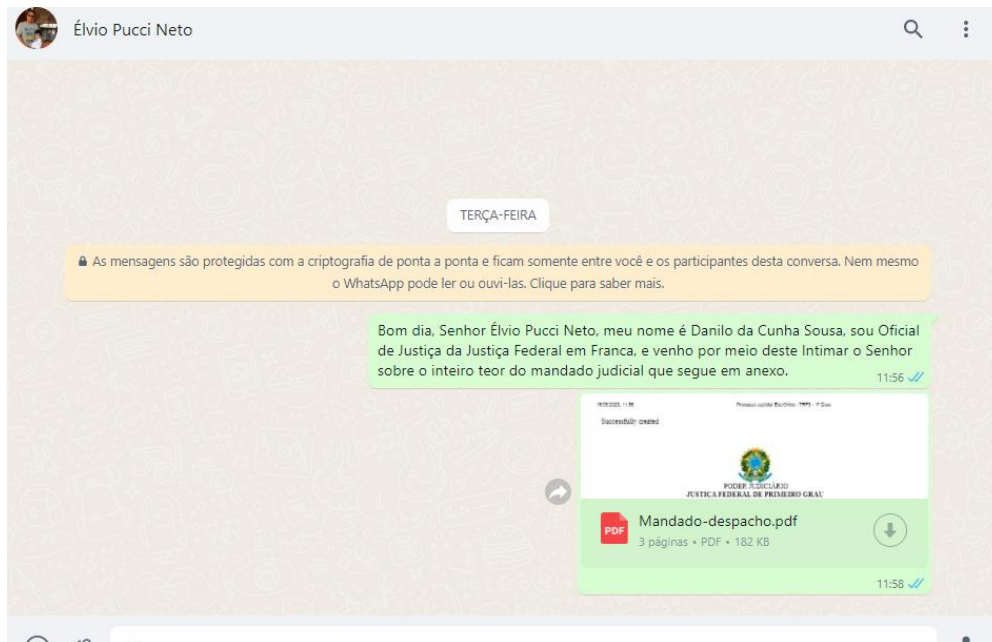 Élvio Pucci Neto
TERÇA-FEIRA
As mensagens são protegidas com a criptografia de ponta a ponta e ficam somente entre você e os participantes desta conversa. Nem mesmo
o WhatsApp pode ler ou ouvi-las. Clique para saber mais.
Bom dia, Senhor Élvio Pucci Neto, meu nome é Danilo da Cunha Sousa, sou Oficial
de Justiça da Justiça Federal em Franca, e venho por meio deste Intimar o Senhor
sobre o inteiro teor do mandado judicial que segue em anexo.
11:56
Successfully created
PODER JUDICIÁRIO
JUSTIÇA FEDERAL DE PRIMEIRO GRAU
PDF
Mandado-despacho.pdf
3 páginas • PDF • 182 KB
11:58